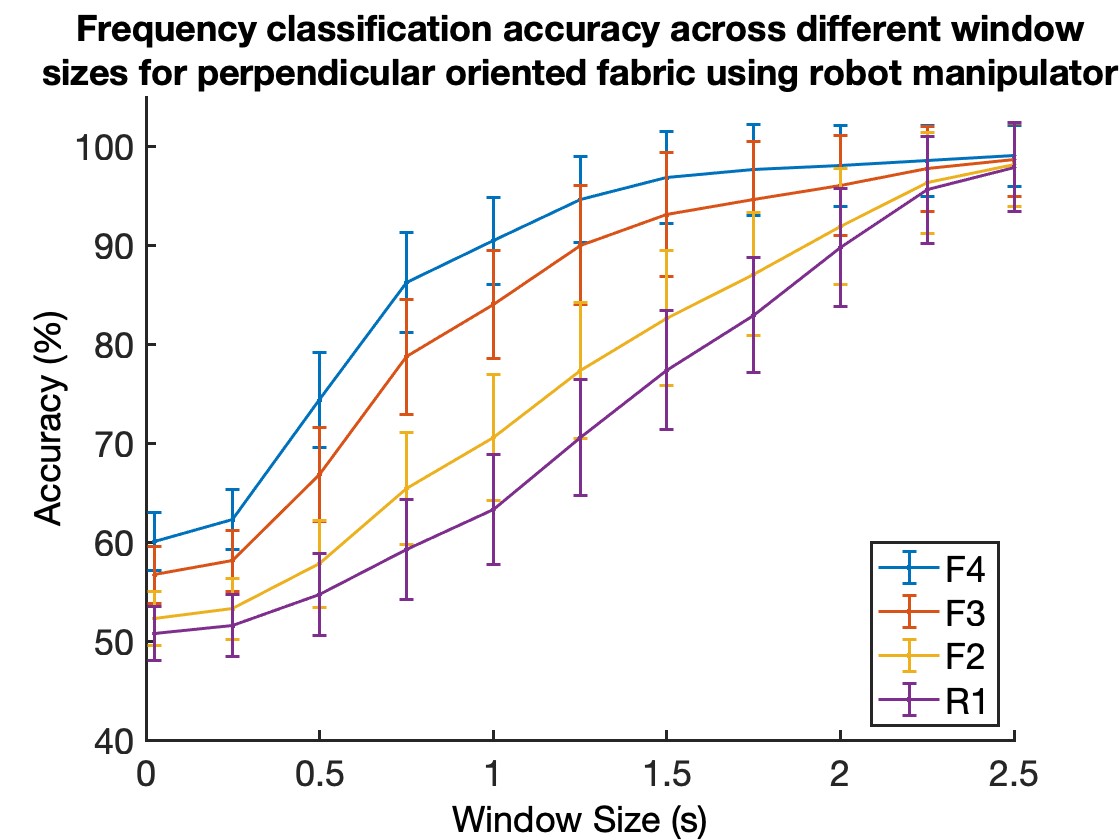 Frequency classification accuracy across different window
sizes for perpendicular oriented fabric using robot manipulator
100
90
80
70
60
50
40
Accuracy (%)
0 0.5 1 1.5 2 2.5
Window Size (s)
F4
F3
F2
R1